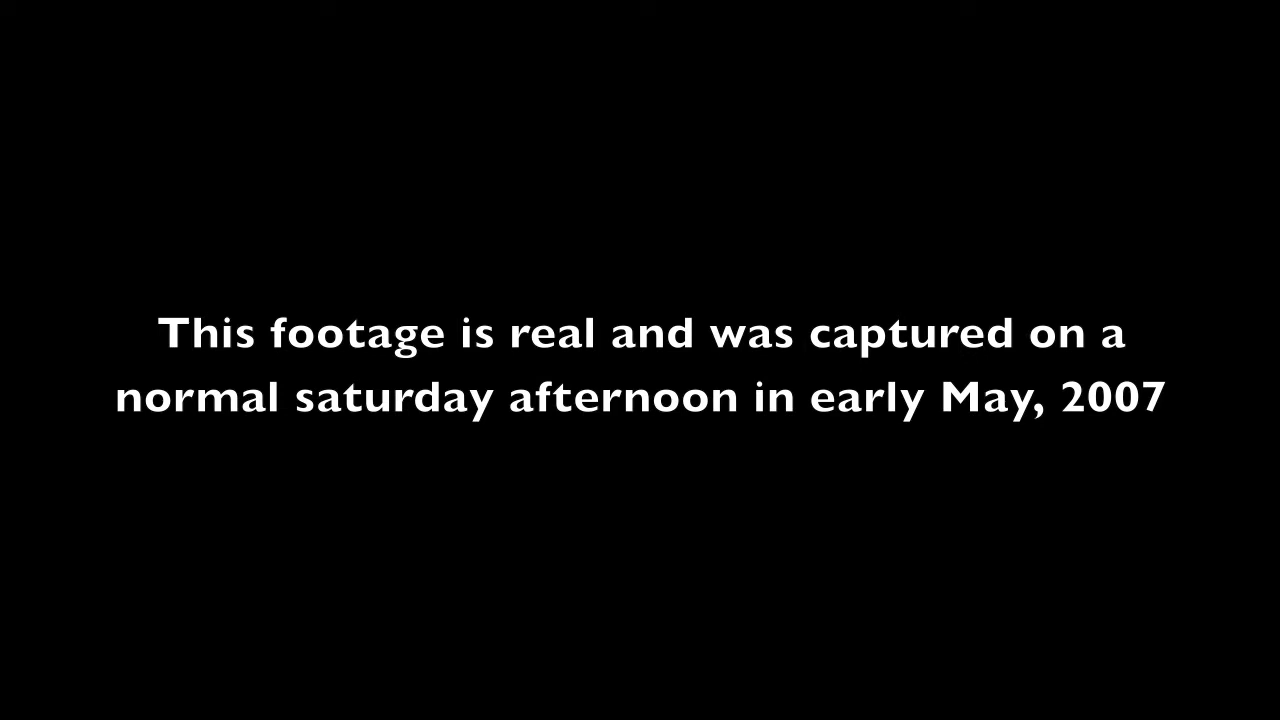 This footage is real and was captured on a
normal saturday afternoon in early May, 2007